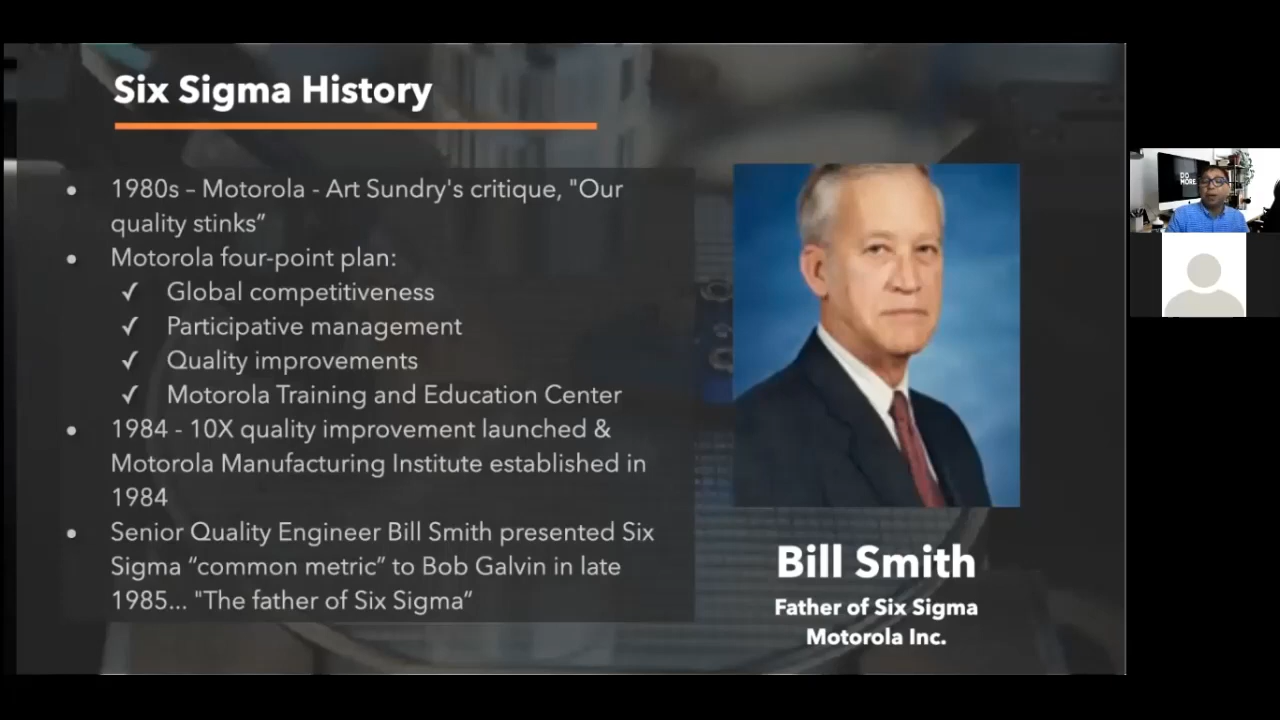 Six Sigma History
• 1980s – Motorola - Art Sundry's critique, "Our
quality stinks”
• Motorola four-point plan:
✓ Global competitiveness
✓ Participative management
✓ Quality improvements
✓ Motorola Training and Education Center
• 1984 - 10X quality improvement launched &
Motorola Manufacturing Institute established in
1984
• Senior Quality Engineer Bill Smith presented Six
Sigma “common metric” to Bob Galvin in late
1985... "The father of Six Sigma”
Bill Smith
Father of Six Sigma
Motorola Inc.
DO
MORE